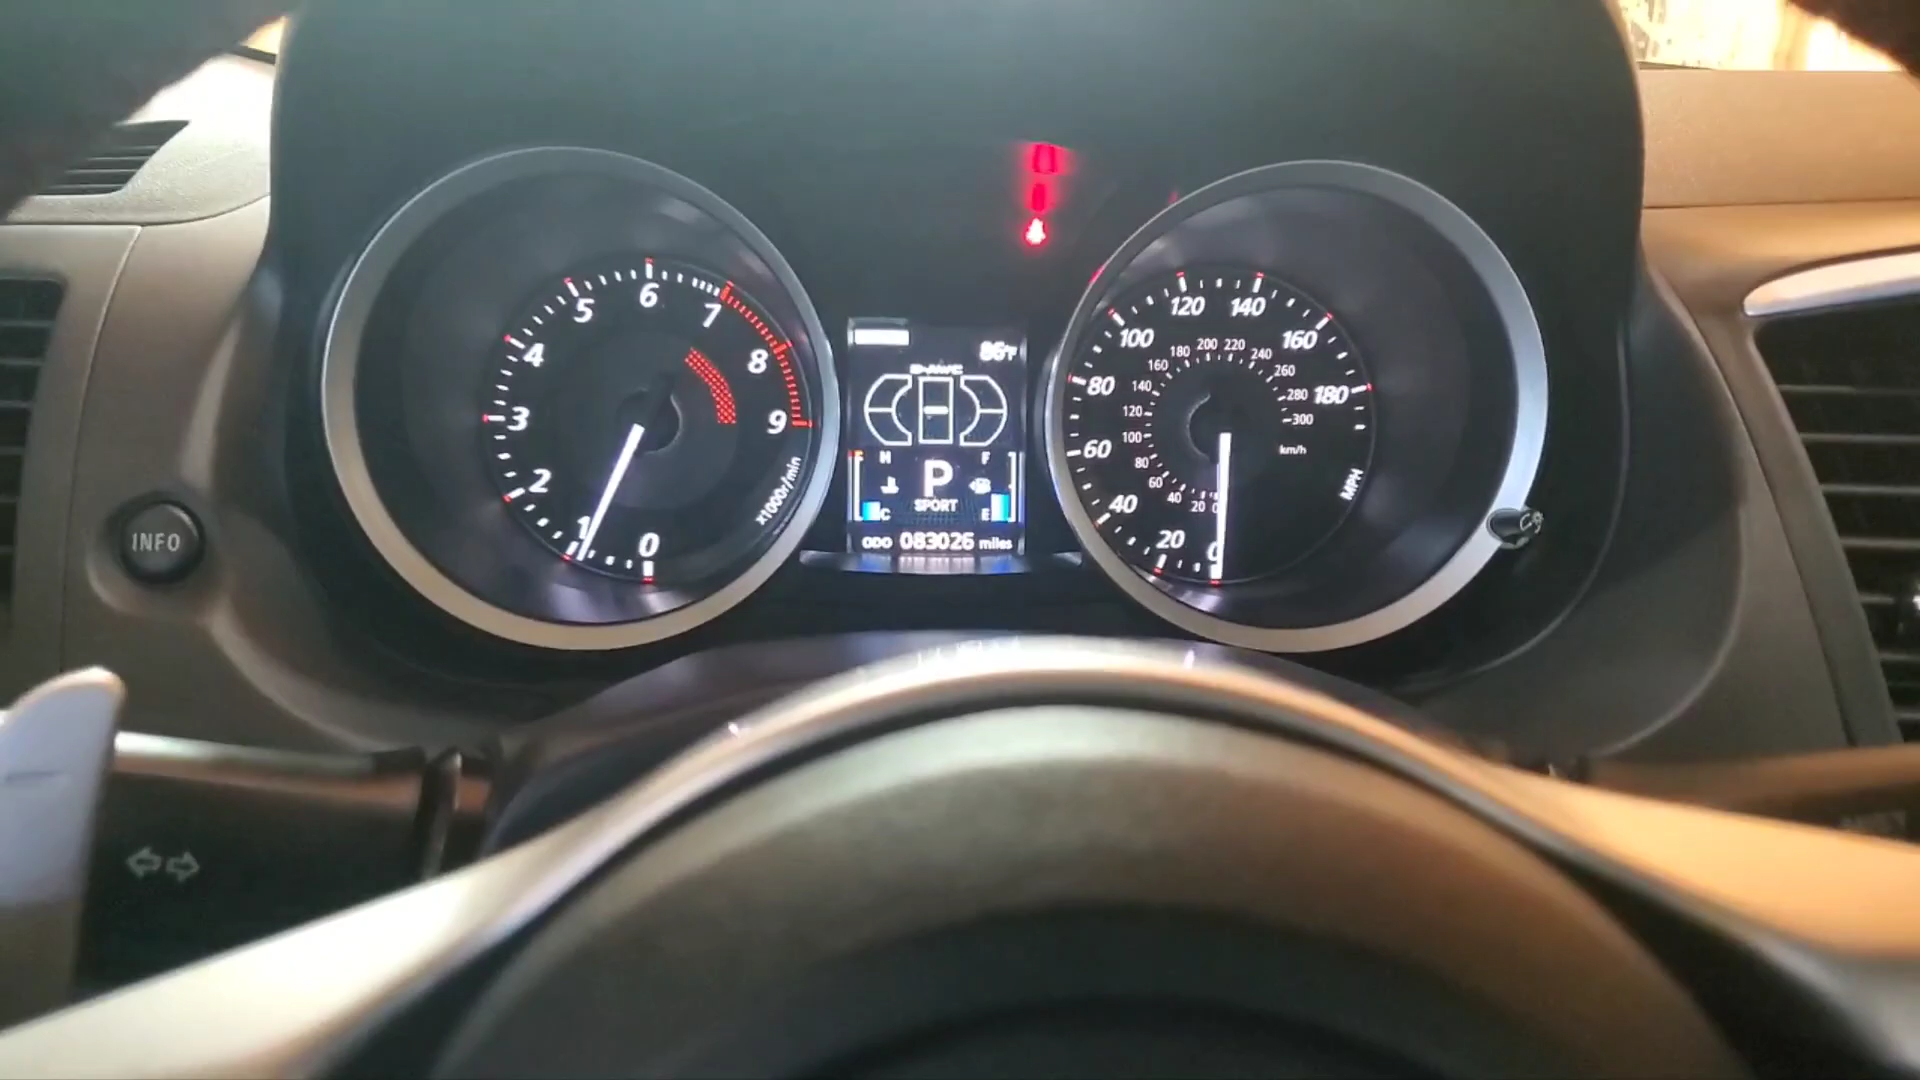 0
1
2
3
4
5
6
7
8
9
x1000r/min
86°F
S-AWC
H
F
P
C
SPORT
E
ODO 083026 miles
0
20
40
60
80
100
120
140
160
180
MPH
20
40
60
80
100
120
140
160
180
200
220
240
260
280
300
km/h
INFO